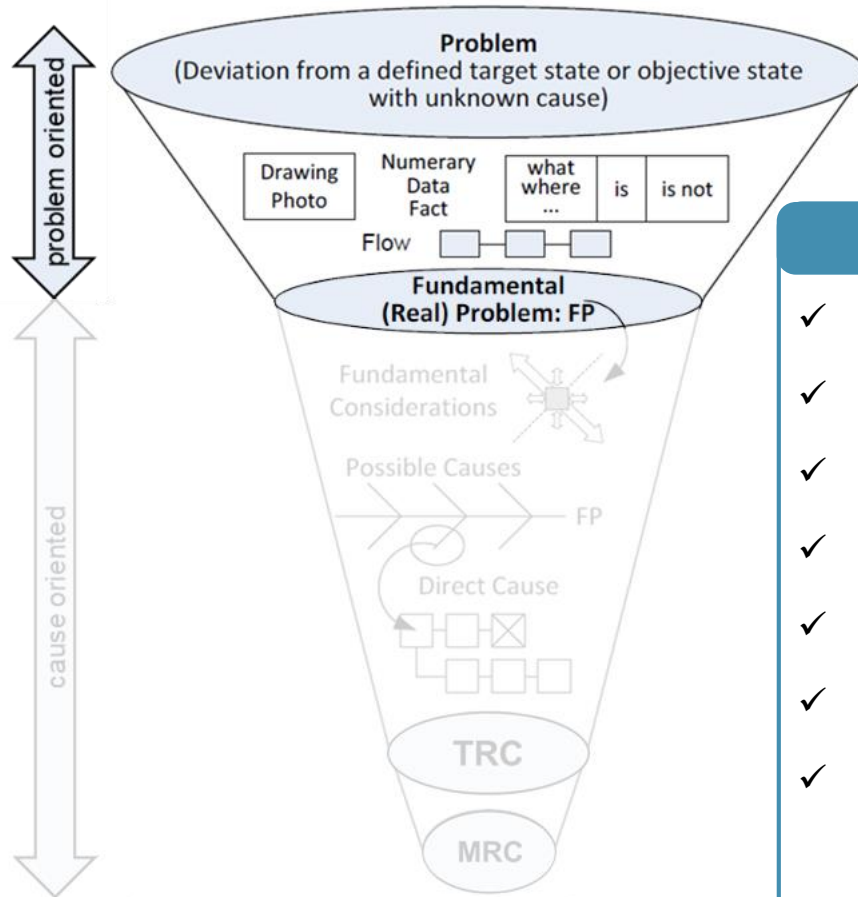 problem oriented
Problem
(Deviation from a defined target state or objective state
with unknown cause)
Drawing
Photo
Numerary
Data
Fact
what
where
...
is
is not
Flow
Fundamental
(Real) Problem: FP
cause oriented
Fundamental
Considerations
Possible Causes
FP
Direct Cause
TRC
MRC